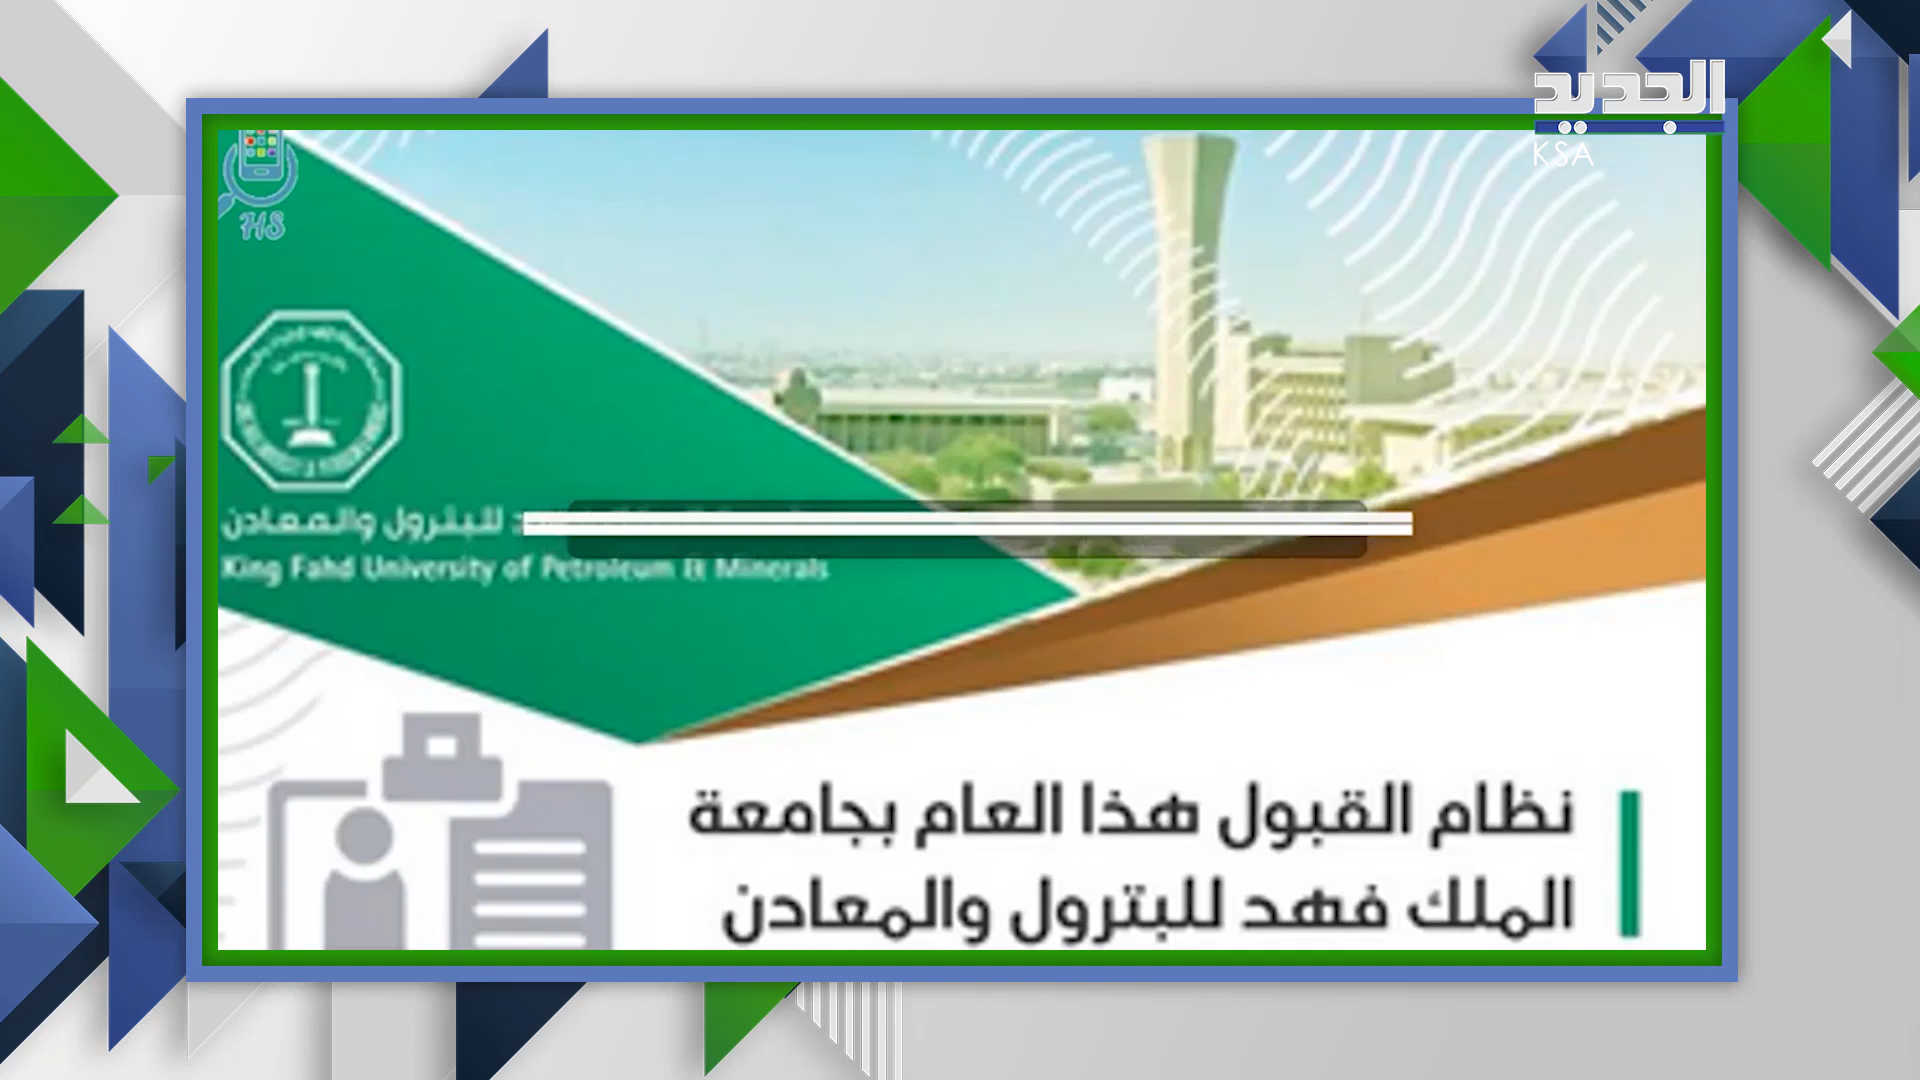 الجديد
KSA
HS
للبترول والمعادن
King Fahd University of Petroleum & Minerals
نظام القبول هذا العام بجامعة
الملك فهد للبترول والمعادن